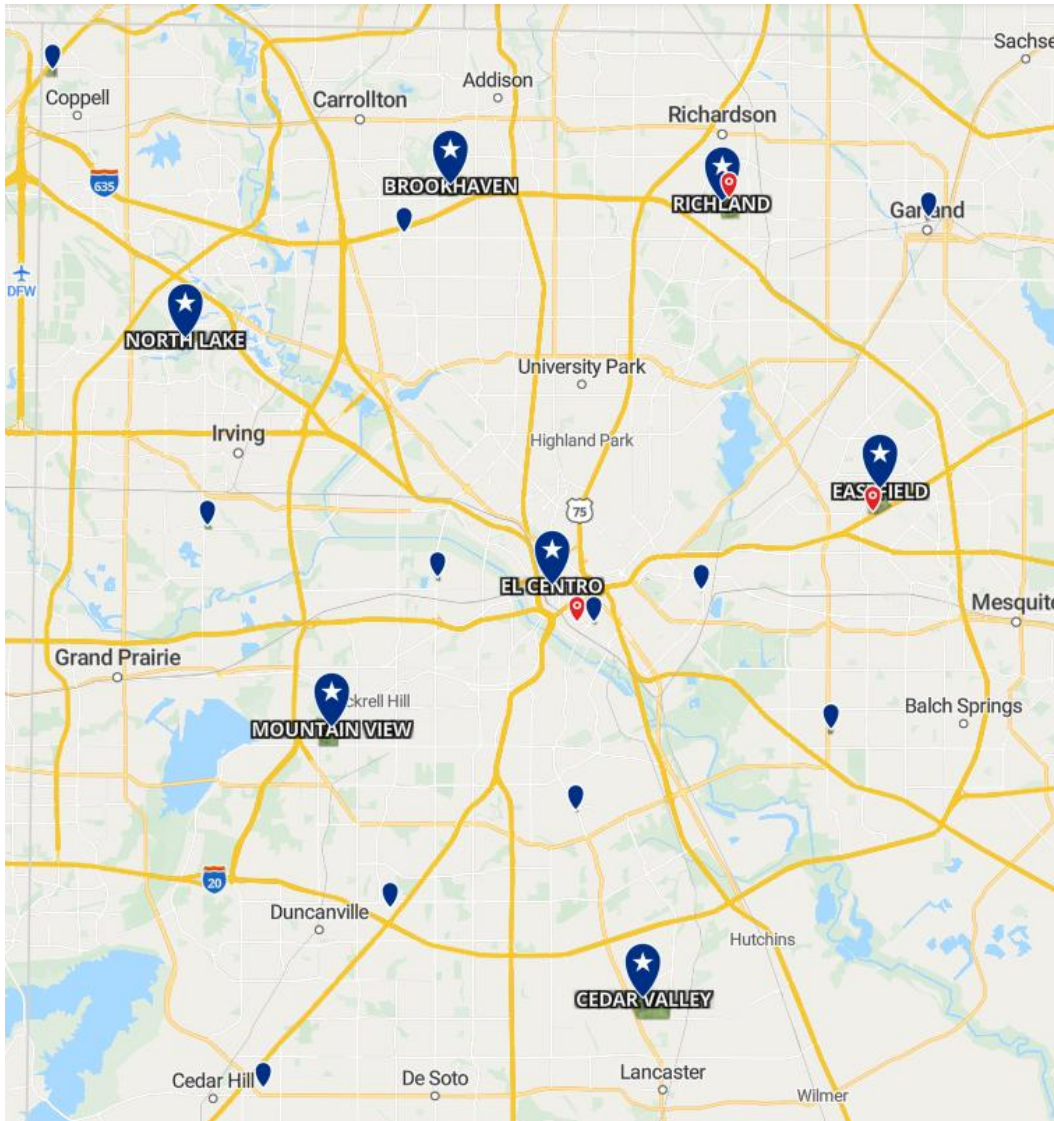 Sachse
Addison
Coppell
Carrollton
Richardson
635
BROOKHAVEN
RICHLAND
Garland
DFW
NORTH LAKE
University Park
Irving
Highland Park
EASTFIELD
75
EL CENTRO
Mesquite
Grand Prairie
ckrell Hill
MOUNTAIN VIEW
Balch Springs
20
Duncanville
Hutchins
CEDAR VALLEY
Cedar Hill
De Soto
Lancaster
Wilmer